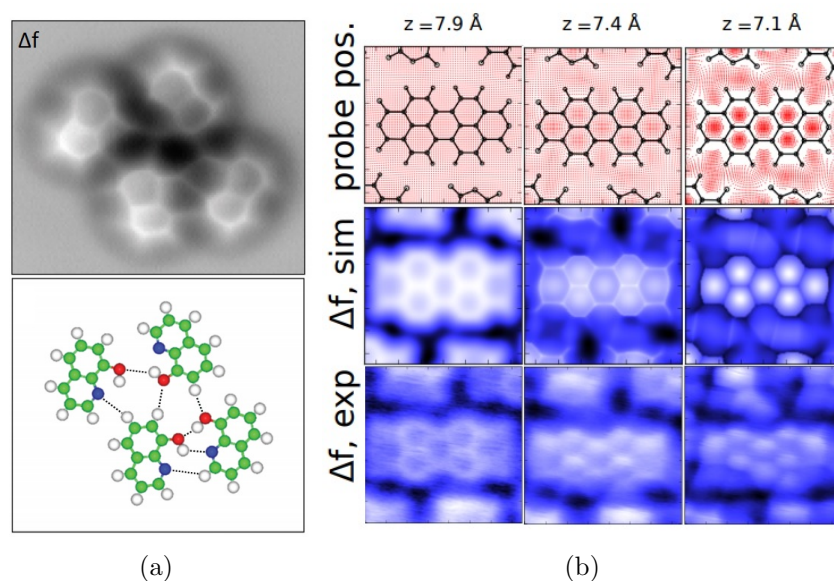 Δf
z = 7.9 Å
z = 7.4 Å
z = 7.1 Å
probe pos.
Δf, sim
Δf, exp
(a)
(b)